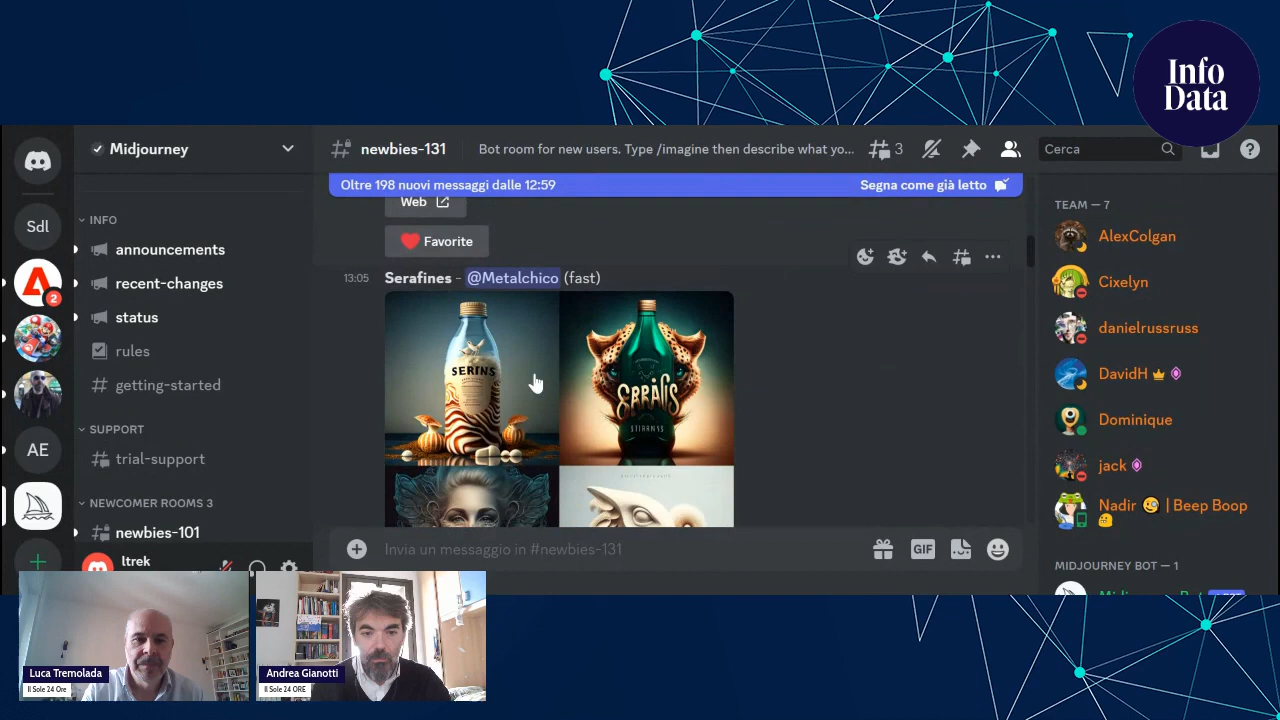 Info
Data
Midjourney
newbies-131
Bot room for new users. Type /imagine then describe what yo...
3
Cerca
Oltre 198 nuovi messaggi dalle 12:59
Segna come già letto
Sdl
2
AE
INFO
announcements
recent-changes
status
rules
getting-started
SUPPORT
trial-support
NEWCOMER ROOMS 3
newbies-101
ltrek
Web
Favorite
13:05
Serafines - @Metalchico (fast)
SERINS
Invia un messaggio in #newbies-131
GIF
TEAM — 7
AlexColgan
Cixelyn
danielrussruss
DavidH
Dominique
jack
Nadir | Beep Boop
MIDJOURNEY BOT — 1
Luca Tremolada
Il Sole 24 Ore
Andrea Gianotti
Il Sole 24 ORE